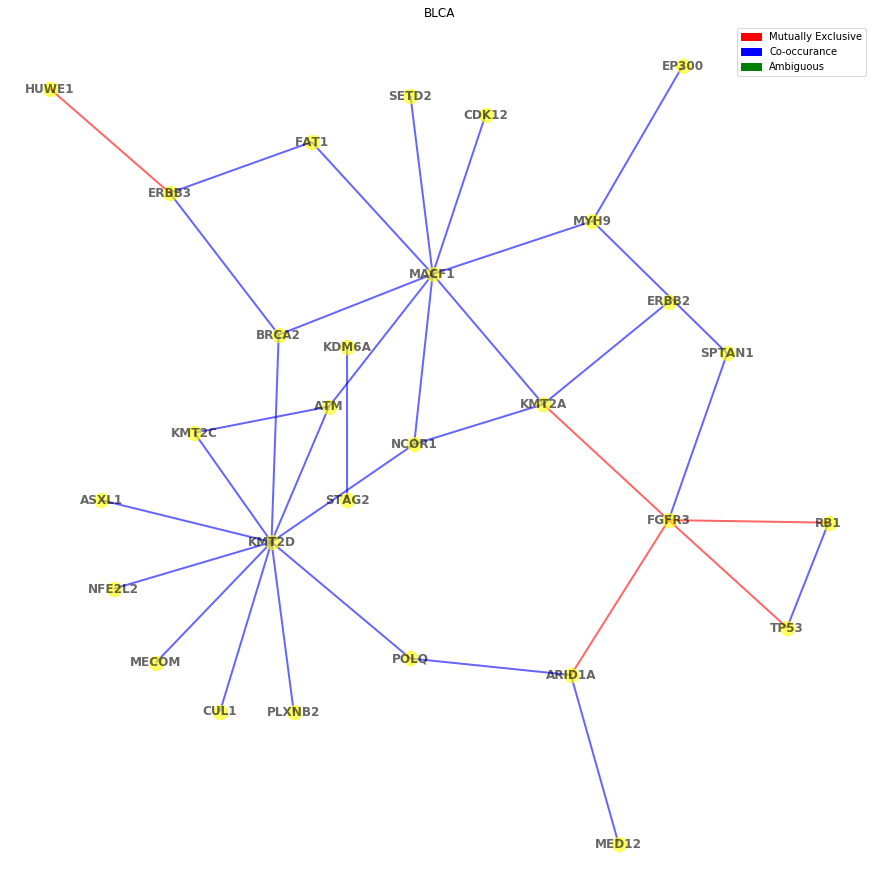 BLCA
Mutually Exclusive
Co-occurance
Ambiguous
EP300
HUWE1
SETD2
CDK12
FAT1
ERBB3
MYH9
MACF1
ERBB2
BRCA2
KDM6A
SPTAN1
ATM
KMT2A
KMT2C
NCOR1
ASXL1
STAG2
FGFR3
RB1
KMT2D
NFE2L2
TP53
MECOM
POLQ
ARID1A
CUL1
PLXNB2
MED12